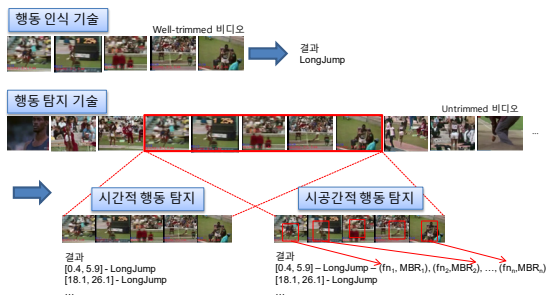 행동 인식 기술
Well-trimmed 비디오
결과
LongJump
행동 탐지 기술
Untrimmed 비디오
...
시간적 행동 탐지
시공간적 행동 탐지
결과
[0.4, 5.9] - LongJump
[18.1, 26.1] - LongJump
...
결과
[0.4, 5.9] – LongJump – (fn1, MBR1), (fn2,MBR2), …, (fnn,MBRn)
[18.1, 26.1] - LongJump
...